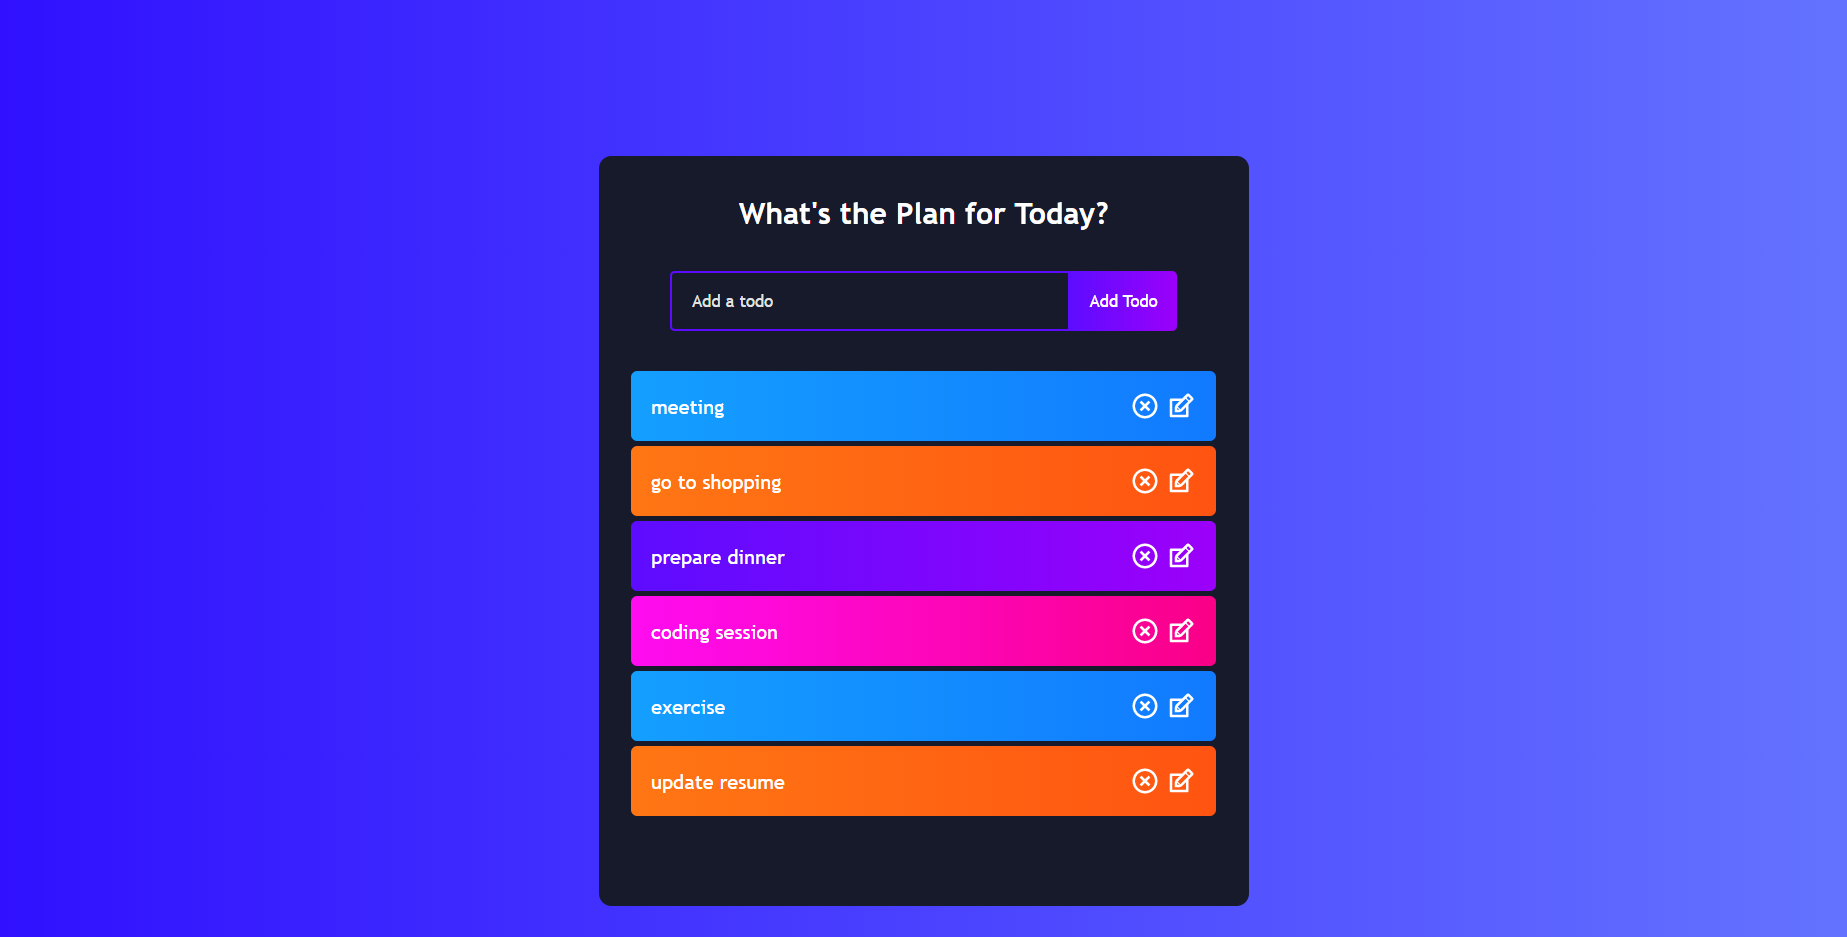 What's the Plan for Today?
Add a todo
Add Todo
meeting
go to shopping
prepare dinner
coding session
exercise
update resume